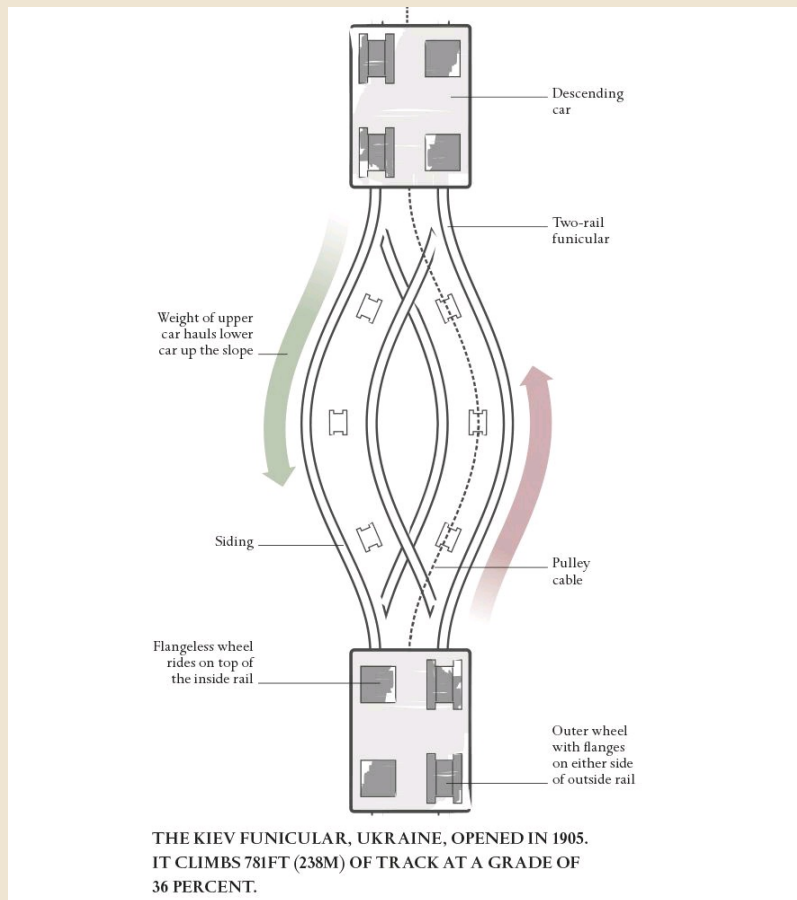 Descending
car
Two-rail
funicular
Weight of upper
car hauls lower
car up the slope
Siding
Pulley
cable
Flangeless wheel
rides on top of
the inside rail
Outer wheel
with flanges
on either side
of outside rail
THE KIEV FUNICULAR, UKRAINE, OPENED IN 1905.
IT CLIMBS 781FT (238M) OF TRACK AT A GRADE OF
36 PERCENT.